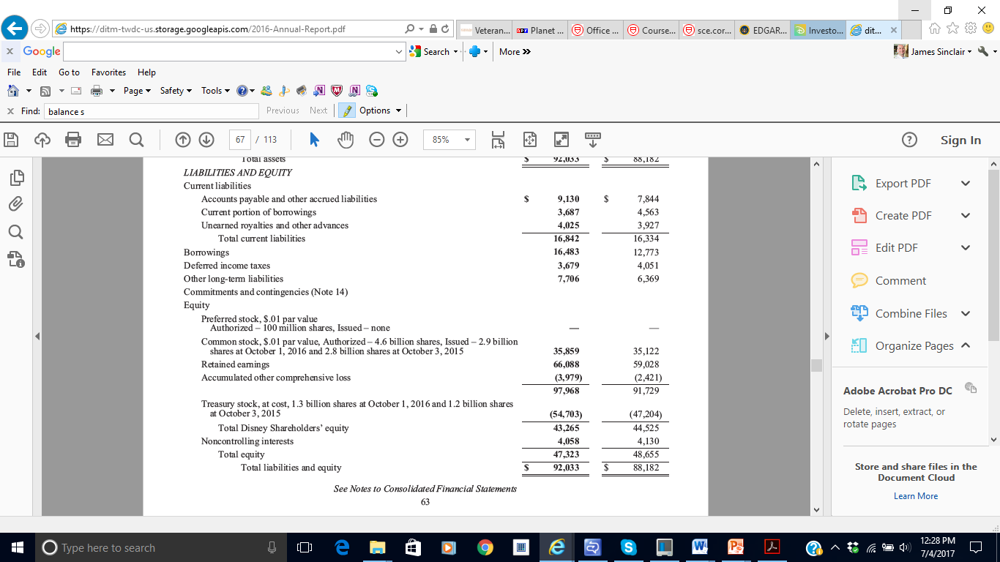 https://ditm-twdc-us.storage.googleapis.com/2016-Annual-Report.pdf
Veteran... Planet ... Office ... Course... sce.cor... EDGAR... Investo... dit...
x Google Search More »
James Sinclair
File Edit Go to Favorites Help
Page Safety Tools
x Find: balance s Previous Next Options
67 / 113 85% Sign In
Total assets $ 92,033 $ 88,182
LIABILITIES AND EQUITY
Current liabilities
Accounts payable and other accrued liabilities $ 9,130 $ 7,844
Current portion of borrowings 3,687 4,563
Unearned royalties and other advances 4,025 3,927
Total current liabilities 16,842 16,334
Borrowings 16,483 12,773
Deferred income taxes 3,679 4,051
Other long-term liabilities 7,706 6,369
Commitments and contingencies (Note 14)
Equity
Preferred stock, $.01 par value
Authorized – 100 million shares, Issued – none — —
Common stock, $.01 par value, Authorized – 4.6 billion shares, Issued – 2.9 billion
shares at October 1, 2016 and 2.8 billion shares at October 3, 2015 35,859 35,122
Retained earnings 66,088 59,028
Accumulated other comprehensive loss (3,979) (2,421)
97,968 91,729
Treasury stock, at cost, 1.3 billion shares at October 1, 2016 and 1.2 billion shares
at October 3, 2015 (54,703) (47,204)
Total Disney Shareholders’ equity 43,265 44,525
Noncontrolling interests 4,058 4,130
Total equity 47,323 48,655
Total liabilities and equity $ 92,033 $ 88,182
See Notes to Consolidated Financial Statements
63
Export PDF
Create PDF
Edit PDF
Comment
Combine Files
Organize Pages
Adobe Acrobat Pro DC
Delete, insert, extract, or
rotate pages
Store and share files in the
Document Cloud
Learn More
Type here to search
12:28 PM
7/4/2017